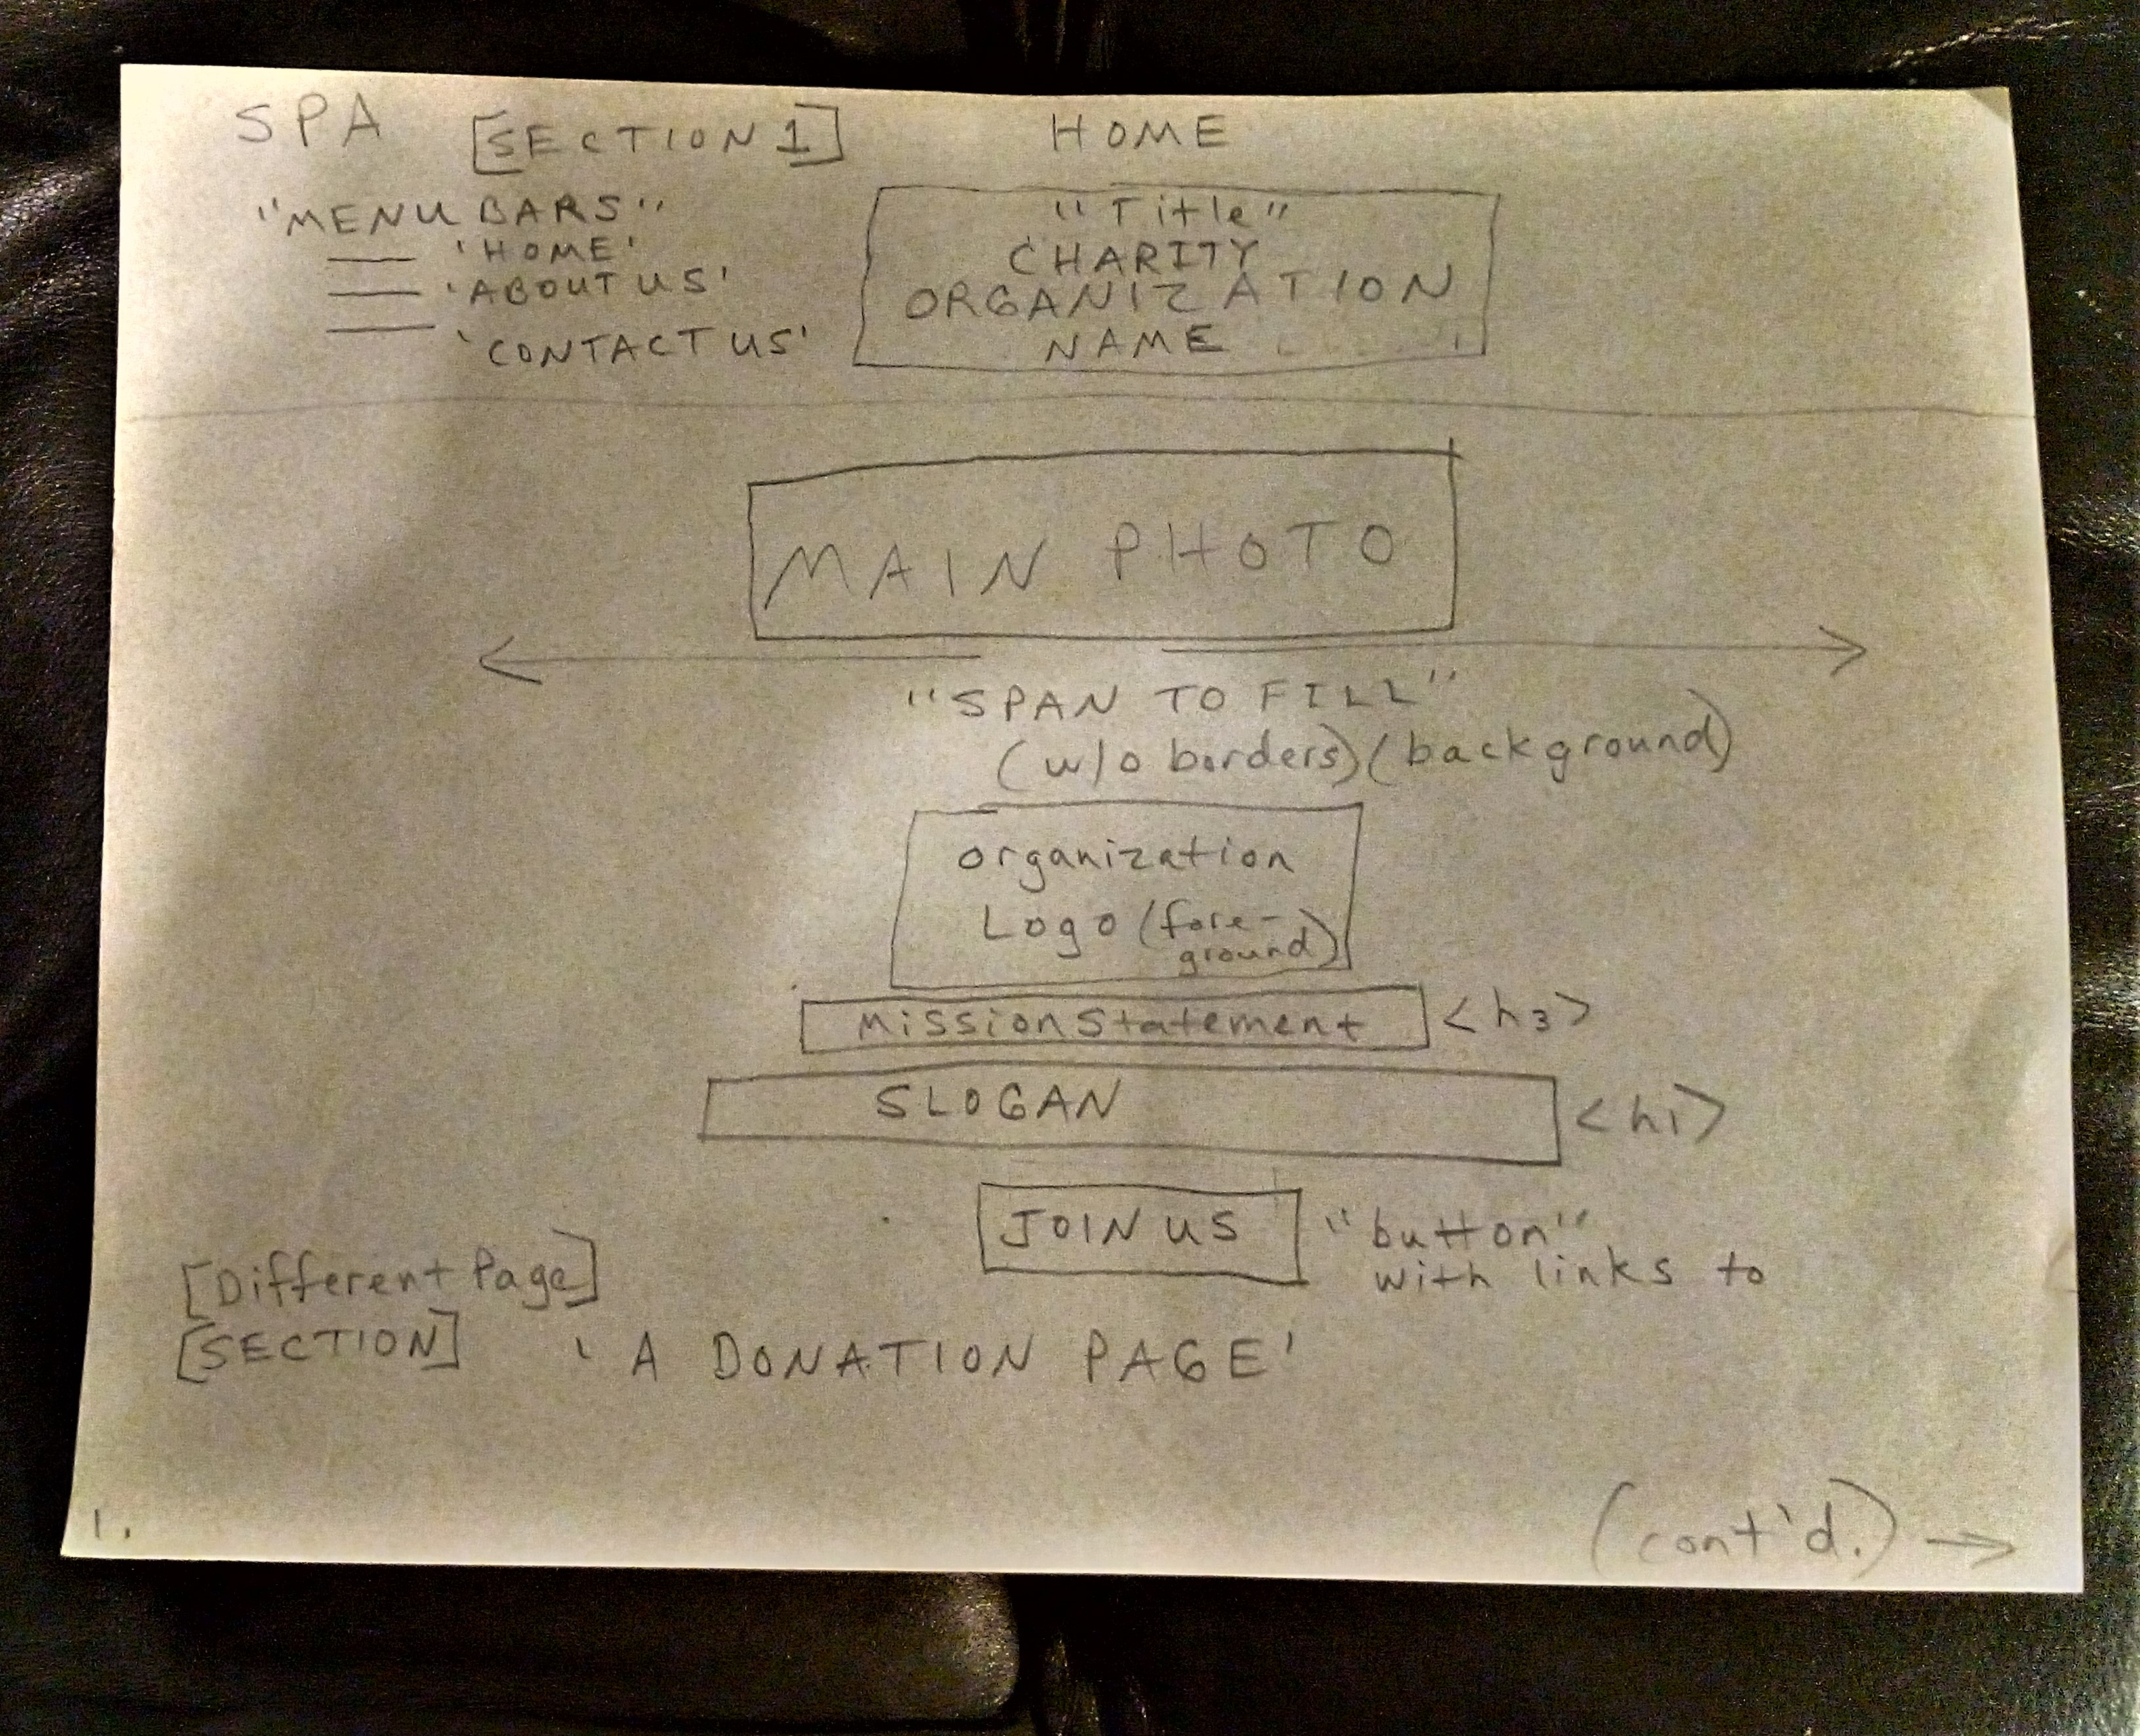 SPA [SECTION 1] HOME
"MENU BARS"
'HOME'
'ABOUT US'
'CONTACT US'
"Title"
CHARITY
ORGANIZATION
NAME
MAIN PHOTO
"SPAN TO FILL"
(w/o borders) (background)
organization
Logo (fore-
ground)
Mission Statement <h3>
SLOGAN <h1>
JOIN US "button"
with links to
[Different Page]
[SECTION] 'A DONATION PAGE'
1. (cont'd.) →